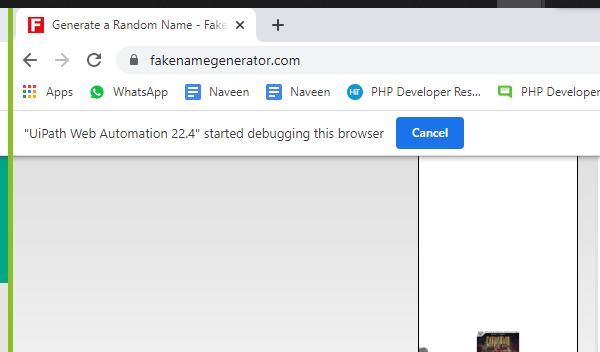 F Generate a Random Name - Fake
fakenamegenerator.com
Apps WhatsApp Naveen Naveen HT PHP Developer Res... PHP Developer
"UiPath Web Automation 22.4" started debugging this browser Cancel